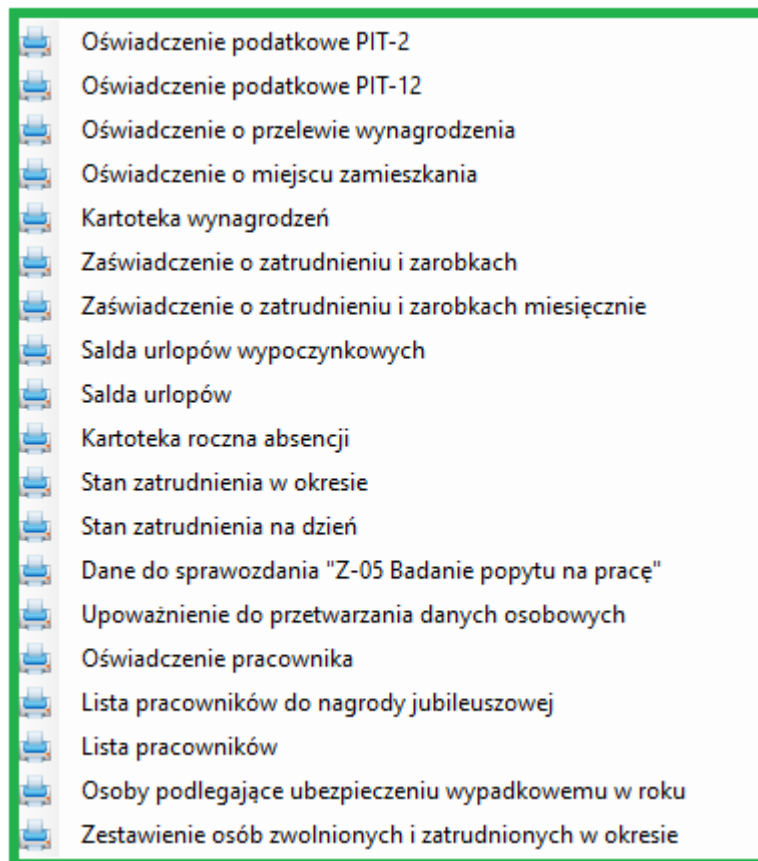 Oświadczenie podatkowe PIT-2
Oświadczenie podatkowe PIT-12
Oświadczenie o przelewie wynagrodzenia
Oświadczenie o miejscu zamieszkania
Kartoteka wynagrodzeń
Zaświadczenie o zatrudnieniu i zarobkach
Zaświadczenie o zatrudnieniu i zarobkach miesięcznie
Salda urlopów wypoczynkowych
Salda urlopów
Kartoteka roczna absencji
Stan zatrudnienia w okresie
Stan zatrudnienia na dzień
Dane do sprawozdania "Z-05 Badanie popytu na pracę"
Upoważnienie do przetwarzania danych osobowych
Oświadczenie pracownika
Lista pracowników do nagrody jubileuszowej
Lista pracowników
Osoby podlegające ubezpieczeniu wypadkowemu w roku
Zestawienie osób zwolnionych i zatrudnionych w okresie